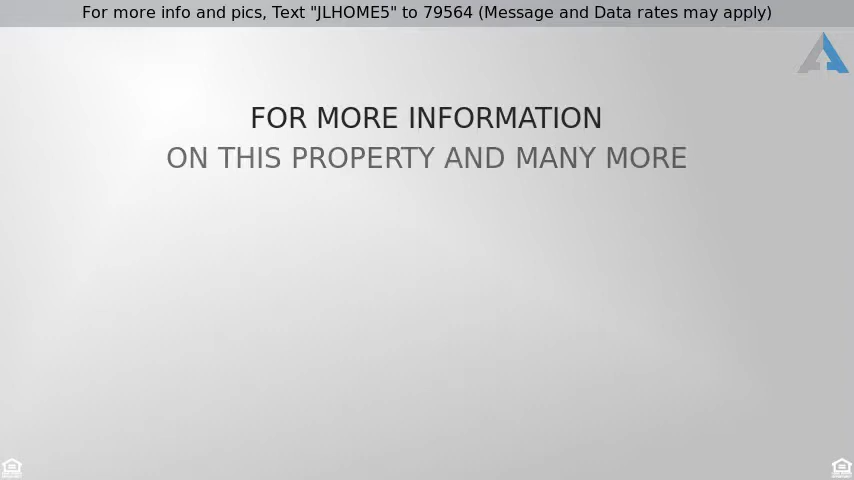 For more info and pics, Text "JLHOME5" to 79564 (Message and Data rates may apply)
FOR MORE INFORMATION
ON THIS PROPERTY AND MANY MORE